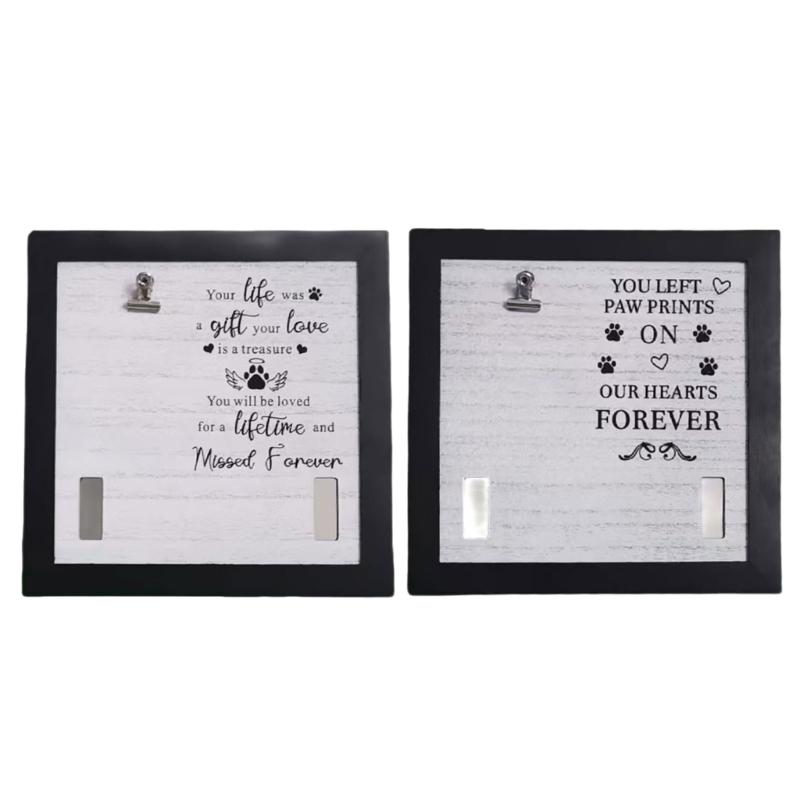 Your life was
a gift your love
is a treasure
You will be loved
for a lifetime and
Missed Forever
YOU LEFT
PAW PRINTS
ON
OUR HEARTS
FOREVER